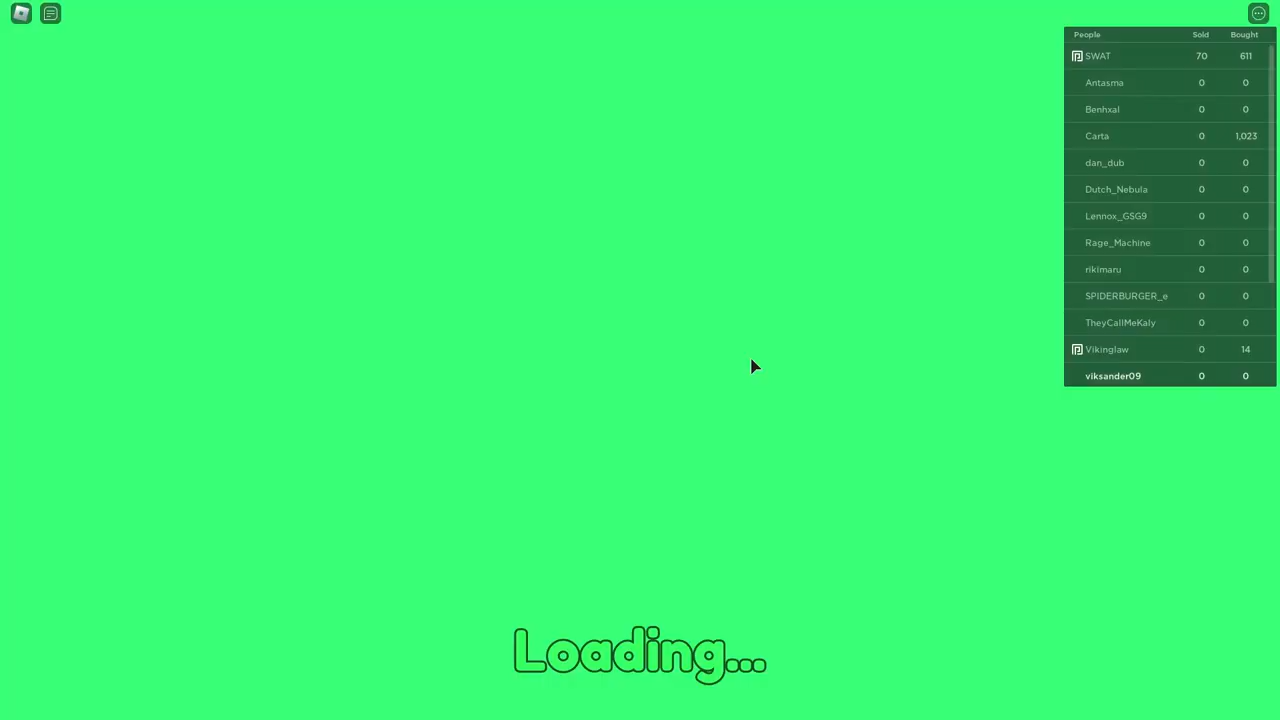 People Sold Bought
SWAT 70 611
Antasma 0 0
Benhxal 0 0
Carta 0 1,023
dan_dub 0 0
Dutch_Nebula 0 0
Lennox_GSG9 0 0
Rage_Machine 0 0
rikimaru 0 0
SPIDERBURGER_e 0 0
TheyCallMeKaly 0 0
Vikinglaw 0 14
viksander09 0 0
Loading...